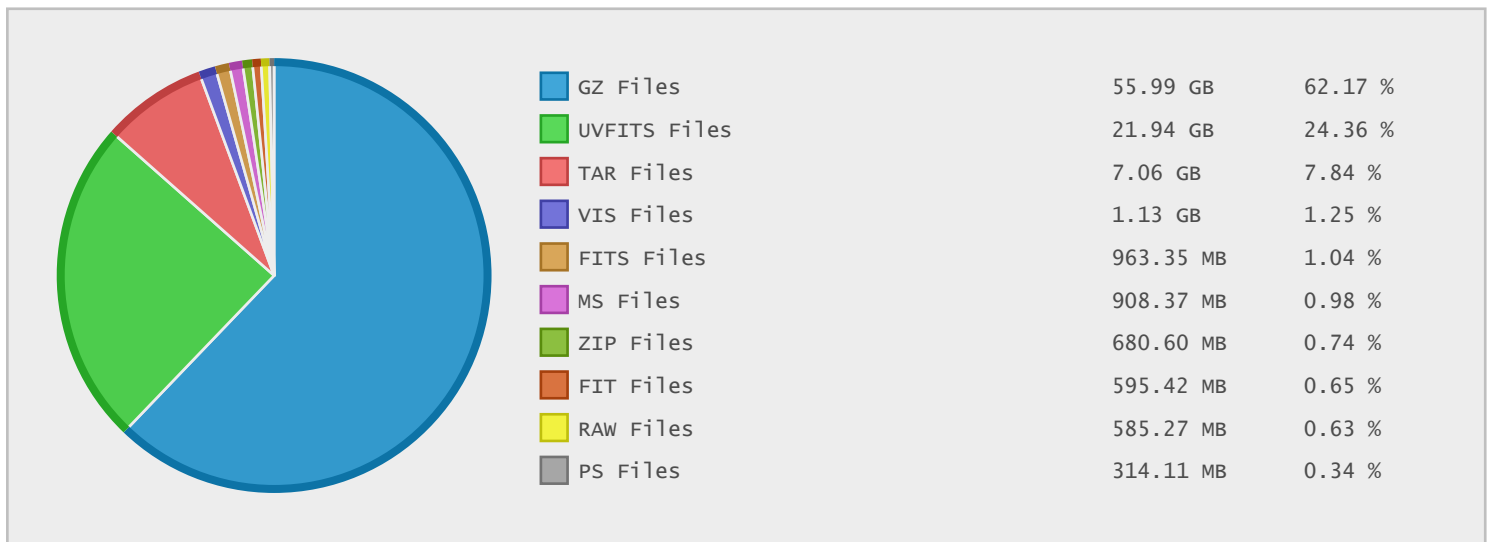 GZ Files 55.99 GB 62.17 %
UVFITS Files 21.94 GB 24.36 %
TAR Files 7.06 GB 7.84 %
VIS Files 1.13 GB 1.25 %
FITS Files 963.35 MB 1.04 %
MS Files 908.37 MB 0.98 %
ZIP Files 680.60 MB 0.74 %
FIT Files 595.42 MB 0.65 %
RAW Files 585.27 MB 0.63 %
PS Files 314.11 MB 0.34 %